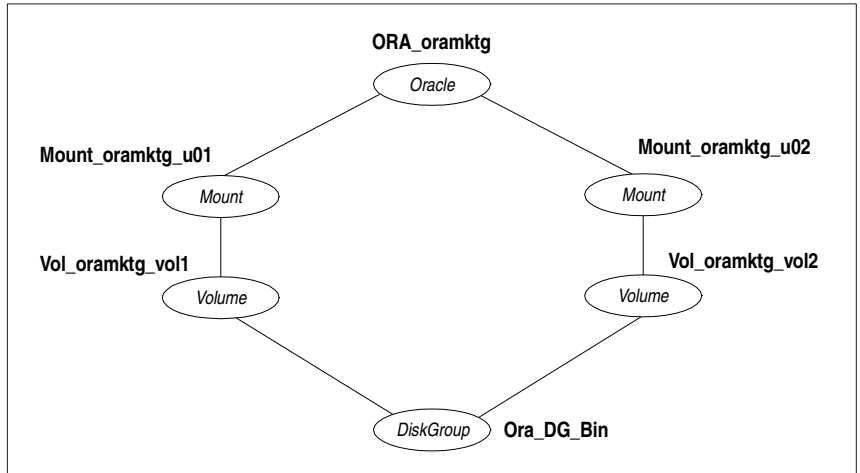 ORA_oramktg
Oracle
Mount_oramktg_u01
Mount_oramktg_u02
Mount
Mount
Vol_oramktg_vol1
Vol_oramktg_vol2
Volume
Volume
DiskGroup
Ora_DG_Bin